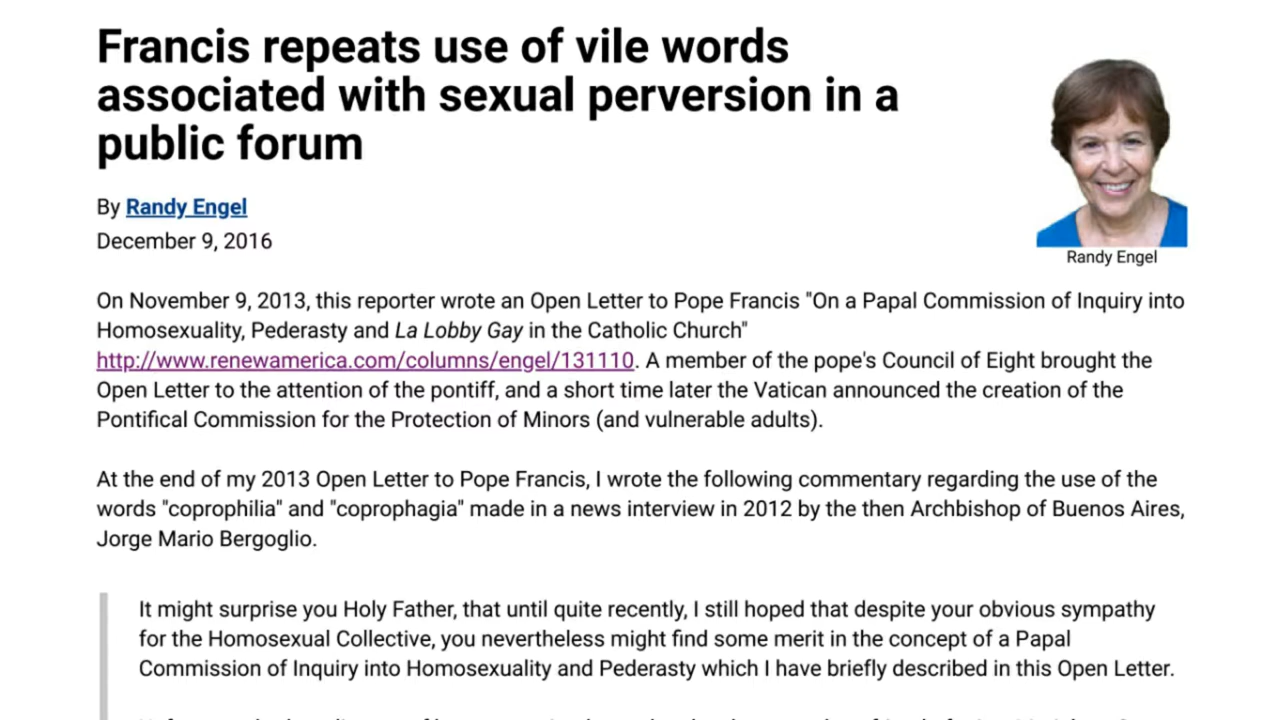 Francis repeats use of vile words
associated with sexual perversion in a
public forum
By Randy Engel
December 9, 2016
Randy Engel
On November 9, 2013, this reporter wrote an Open Letter to Pope Francis "On a Papal Commission of Inquiry into
Homosexuality, Pederasty and La Lobby Gay in the Catholic Church"
http://www.renewamerica.com/columns/engel/131110. A member of the pope's Council of Eight brought the
Open Letter to the attention of the pontiff, and a short time later the Vatican announced the creation of the
Pontifical Commission for the Protection of Minors (and vulnerable adults).
At the end of my 2013 Open Letter to Pope Francis, I wrote the following commentary regarding the use of the
words "coprophilia" and "coprophagia" made in a news interview in 2012 by the then Archbishop of Buenos Aires,
Jorge Mario Bergoglio.
It might surprise you Holy Father, that until quite recently, I still hoped that despite your obvious sympathy
for the Homosexual Collective, you nevertheless might find some merit in the concept of a Papal
Commission of Inquiry into Homosexuality and Pederasty which I have briefly described in this Open Letter.